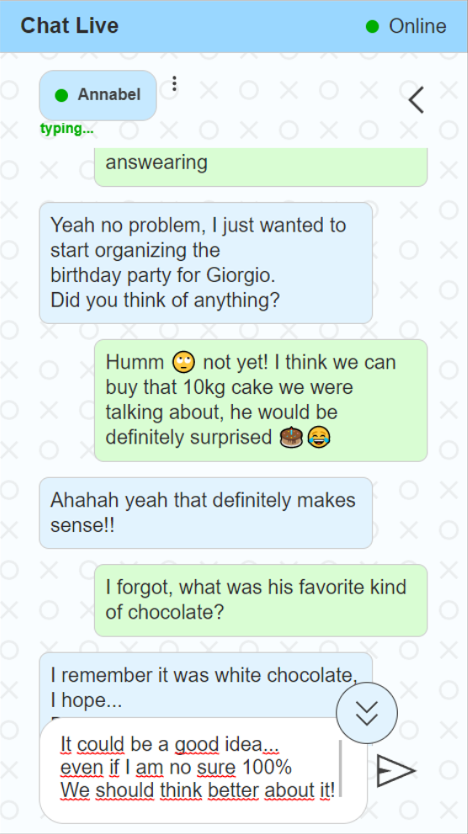 Chat Live
Online
Annabel
typing...
answearing
Yeah no problem, I just wanted to
start organizing the
birthday party for Giorgio.
Did you think of anything?
Humm 🙄 not yet! I think we can
buy that 10kg cake we were
talking about, he would be
definitely surprised 🎂😂
Ahahah yeah that definitely makes
sense!!
I forgot, what was his favorite kind
of chocolate?
I remember it was white chocolate,
I hope...
It could be a good idea...
even if I am no sure 100%
We should think better about it!